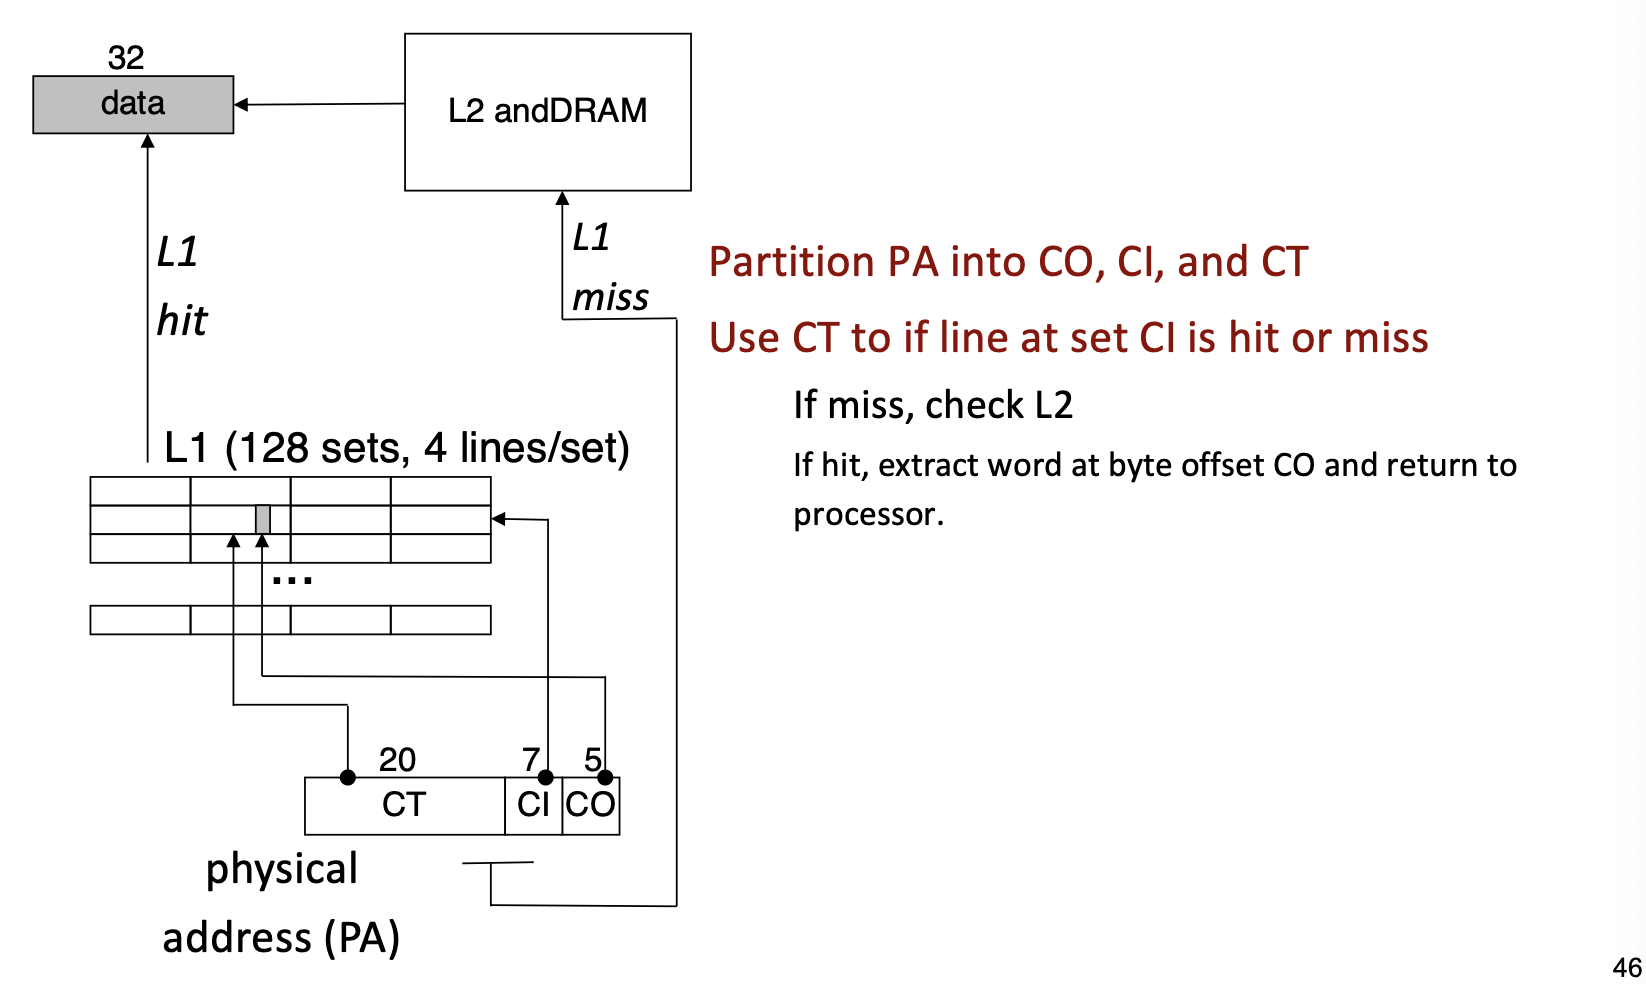 32
data
L2 andDRAM
L1
hit
L1
miss
Partition PA into CO, CI, and CT
Use CT to if line at set CI is hit or miss
If miss, check L2
If hit, extract word at byte offset CO and return to
processor.
L1 (128 sets, 4 lines/set)
...
20 7 5
CT CI CO
physical
address (PA)
46